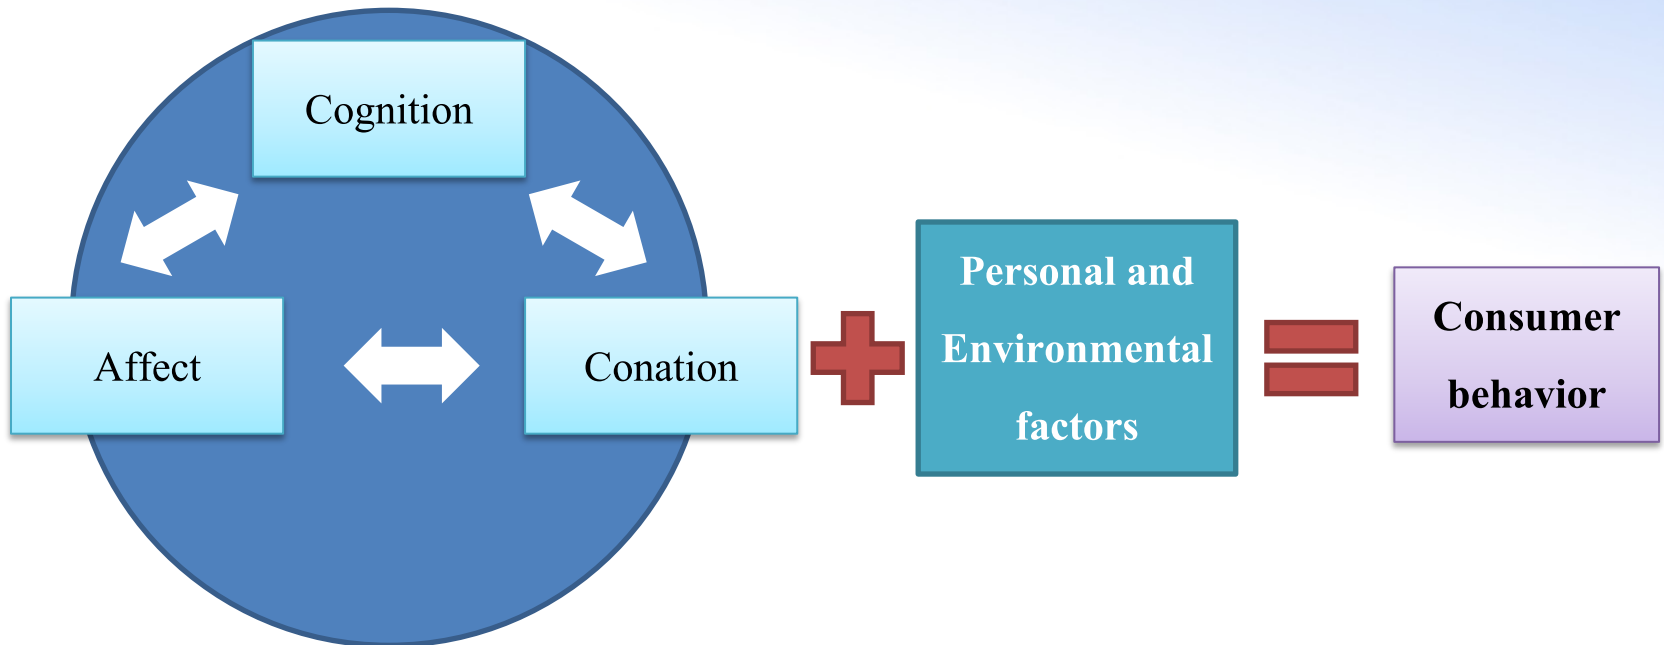 Cognition
Affect
Conation
Personal and
Environmental
factors
Consumer
behavior